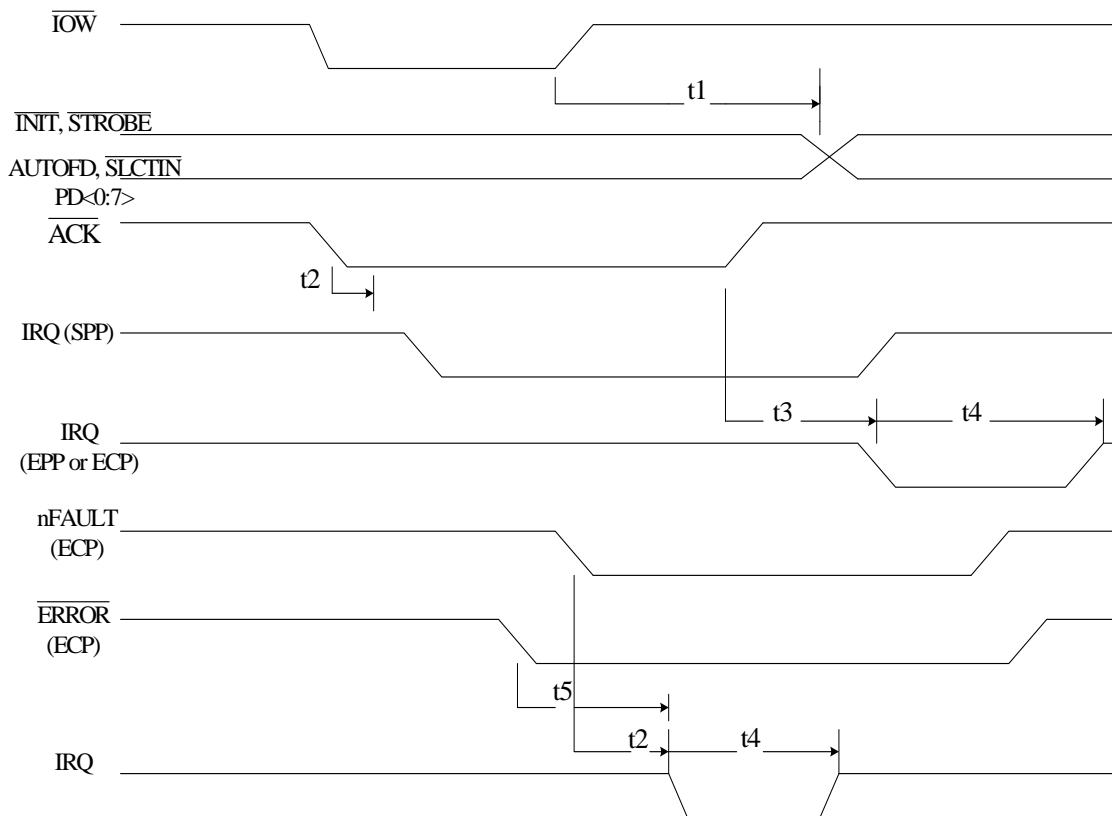 IOW
t1
INIT, STROBE
AUTOFD, SLCTIN
PD<0:7>
ACK
t2
IRQ (SPP)
t3
t4
IRQ
(EPP or ECP)
nFAULT
(ECP)
ERROR
(ECP)
t5
t2
t4
IRQ